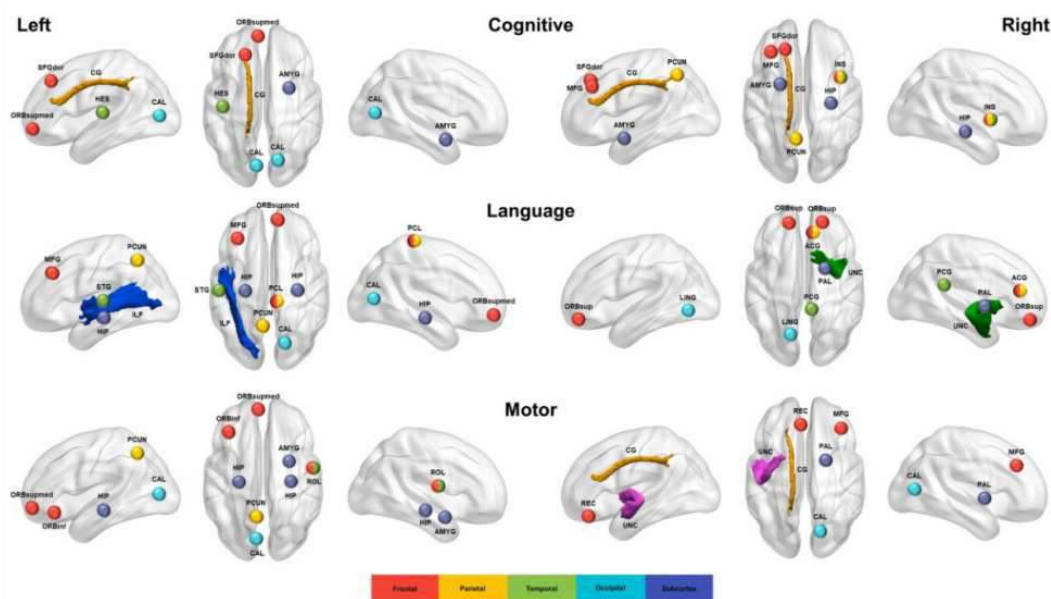 Left
Cognitive
Right
SFGdor
CG
HES
CAL
ORBsupmed
ORBsupmed
SFGdor
AMYG
HES
CG
CAL
CAL
CAL
AMYG
SFGdor
MFG
CG
PCUN
AMYG
SFGdor
MFG
AMYG
INS
HIP
CG
PCUN
INS
HIP
Language
MFG
PCUN
STG
ILF
HIP
ORBsupmed
MFG
STG
HIP
HIP
PCL
PCUN
ILF
CAL
PCL
CAL
HIP
ORBsupmed
ORBsup
LING
ORBsup
ORBsup
ACG
UNC
PAL
PCG
LING
PCG
ACG
PAL
UNC
ORBsup
Motor
PCUN
CAL
ORBsupmed
HIP
ORBinf
ORBsupmed
ORBinf
AMYG
HIP
HIP
ROL
PCUN
CAL
ROL
HIP
AMYG
CG
REC
UNC
REC
MFG
UNC
PAL
CG
CAL
MFG
CAL
PAL
Frontal Parietal Temporal Occipital Subcortex